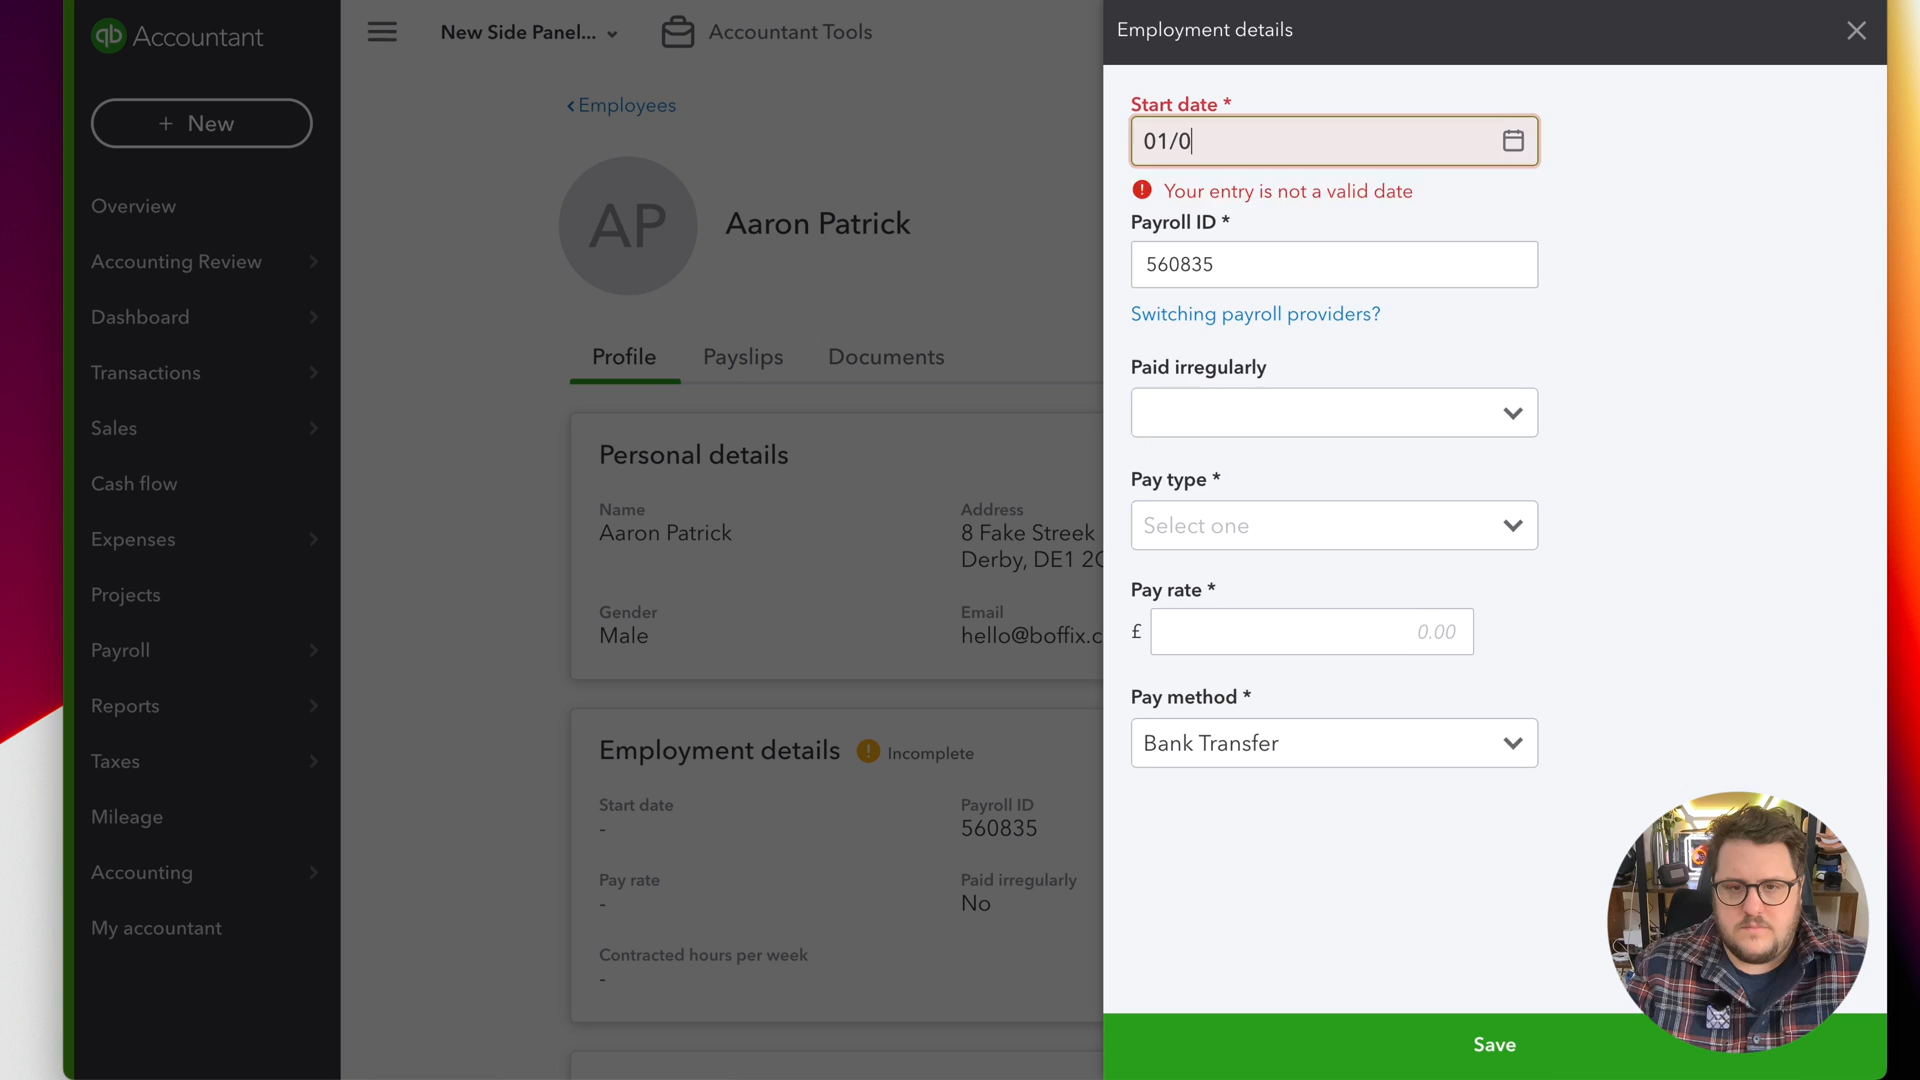 qb Accountant
+ New
Overview
Accounting Review
Dashboard
Transactions
Sales
Cash flow
Expenses
Projects
Payroll
Reports
Taxes
Mileage
Accounting
My accountant
New Side Panel...
Accountant Tools
Employees
AP
Aaron Patrick
Profile
Payslips
Documents
Personal details
Name
Aaron Patrick
Address
8 Fake Streek
Derby, DE1
Gender
Male
Email
hello@boffix.c
Employment details
! Incomplete
Start date
-
Payroll ID
560835
Pay rate
-
Paid irregularly
No
Contracted hours per week
-
Employment details
Start date *
01/0
! Your entry is not a valid date
Payroll ID *
560835
Switching payroll providers?
Paid irregularly
Pay type *
Select one
Pay rate *
£ 0.00
Pay method *
Bank Transfer
Save